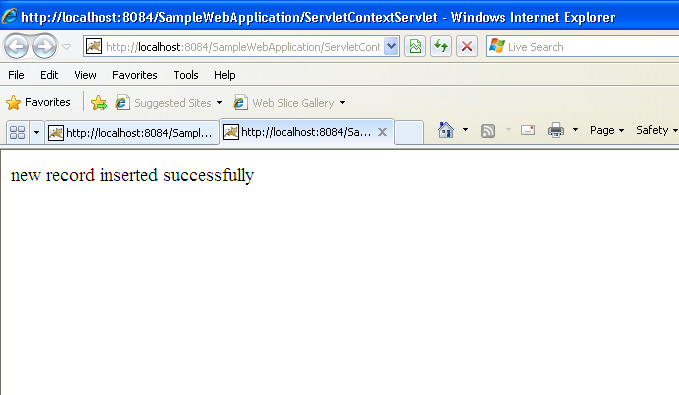 http://localhost:8084/SampleWebApplication/ServletContextServlet - Windows Internet Explorer
http://localhost:8084/SampleWebApplication/ServletCont Live Search
File Edit View Favorites Tools Help
Favorites Suggested Sites Web Slice Gallery
http://localhost:8084/Sampl... http://localhost:8084/Sa... Page Safety
new record inserted successfully